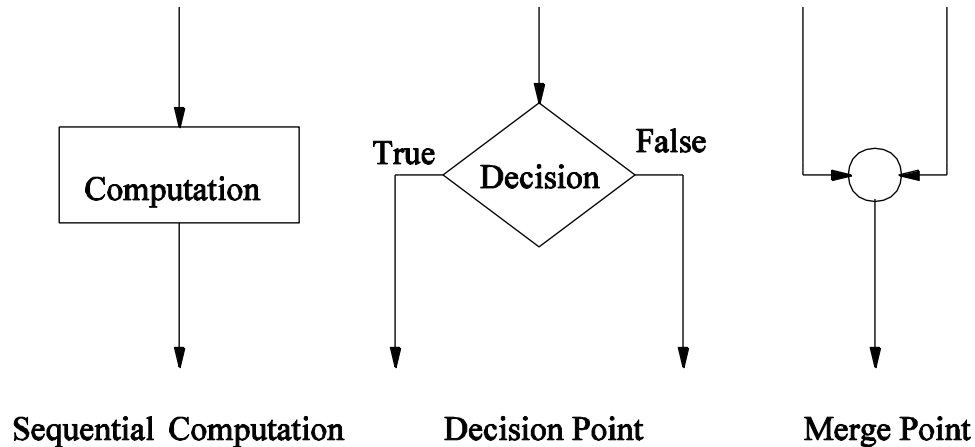 True
False
Computation
Decision
Sequential Computation
Decision Point
Merge Point